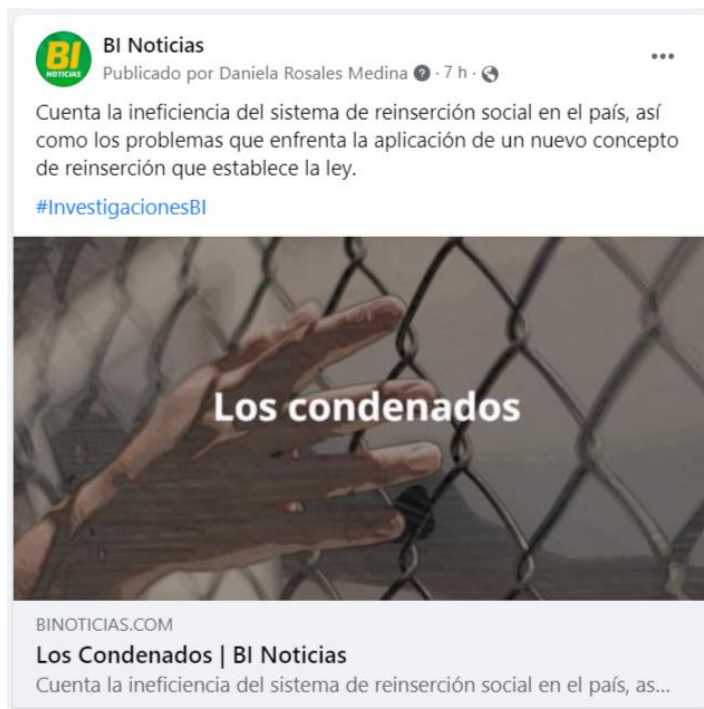 BI
NOTICIAS
BI Noticias
Publicado por Daniela Rosales Medina ? · 7 h ·
Cuenta la ineficiencia del sistema de reinserción social en el país, así
como los problemas que enfrenta la aplicación de un nuevo concepto
de reinserción que establece la ley.
#InvestigacionesBI
Los condenados
BINOTICIAS.COM
Los Condenados | BI Noticias
Cuenta la ineficiencia del sistema de reinserción social en el país, as...